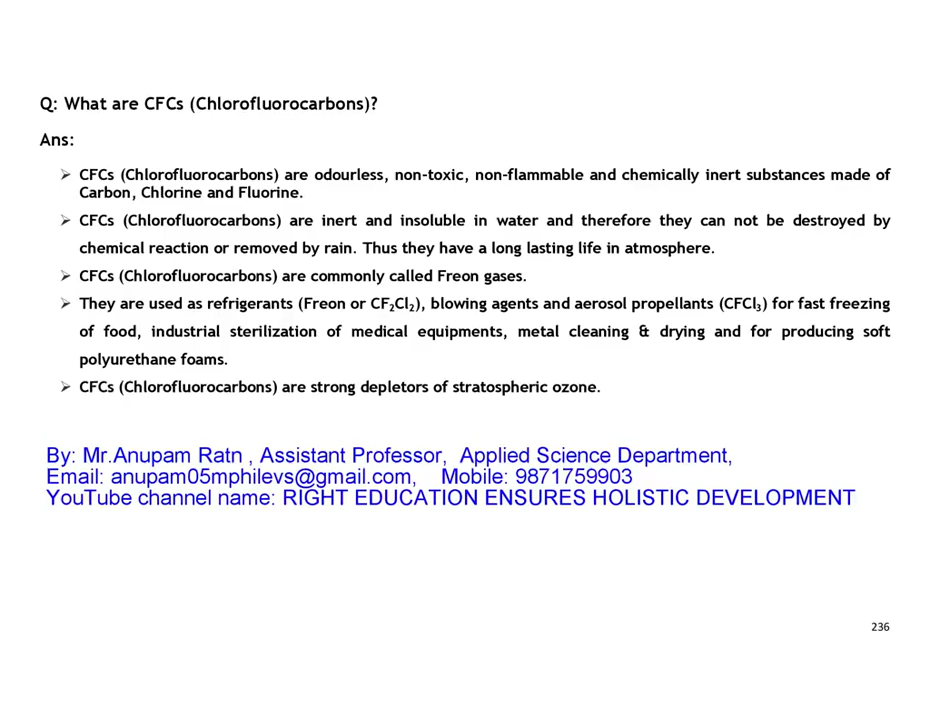 Q: What are CFCs (Chlorofluorocarbons)?
Ans:
➢ CFCs (Chlorofluorocarbons) are odourless, non-toxic, non-flammable and chemically inert substances made of
Carbon, Chlorine and Fluorine.
➢ CFCs (Chlorofluorocarbons) are inert and insoluble in water and therefore they can not be destroyed by
chemical reaction or removed by rain. Thus they have a long lasting life in atmosphere.
➢ CFCs (Chlorofluorocarbons) are commonly called Freon gases.
➢ They are used as refrigerants (Freon or CF₂Cl₂), blowing agents and aerosol propellants (CFCl₃) for fast freezing
of food, industrial sterilization of medical equipments, metal cleaning & drying and for producing soft
polyurethane foams.
➢ CFCs (Chlorofluorocarbons) are strong depletors of stratospheric ozone.
By: Mr.Anupam Ratn , Assistant Professor, Applied Science Department,
Email: anupam05mphilevs@gmail.com, Mobile: 9871759903
YouTube channel name: RIGHT EDUCATION ENSURES HOLISTIC DEVELOPMENT
236